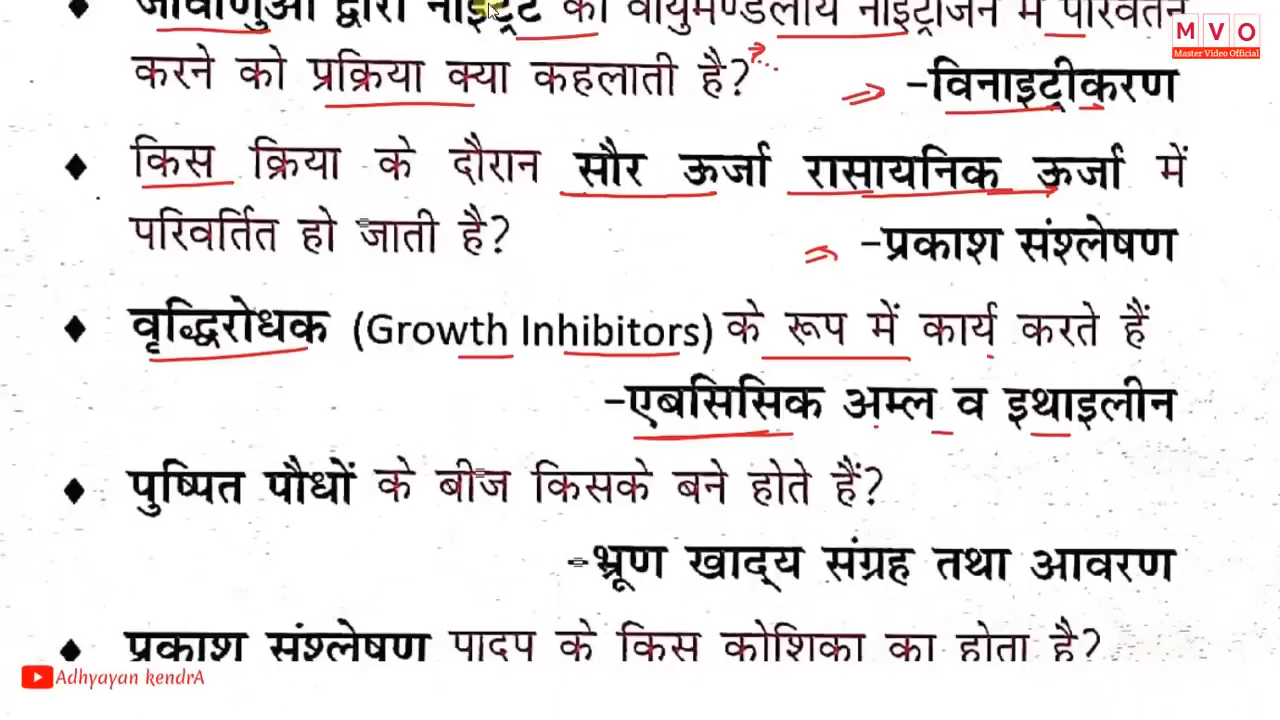 जीवाणुओं द्वारा नाइट्रेट को वायुमण्डलीय नाइट्रोजन में परिवर्तन
करने को प्रक्रिया क्या कहलाती है?
-विनाइट्रीकरण
♦ किस क्रिया के दौरान सौर ऊर्जा रासायनिक ऊर्जा में
परिवर्तित हो जाती है?
-प्रकाश संश्लेषण
♦ वृद्धिरोधक (Growth Inhibitors) के रूप में कार्य करते हैं
-एबसिसिक अम्ल व इथाइलीन
♦ पुष्पित पौधों के बीज किसके बने होते हैं?
-भ्रूण खाद्य संग्रह तथा आवरण
♦ प्रकाश संश्लेषण पादप के किस कोशिका का होता है?
MVO
Master Video Official
Adhyayan kendrA